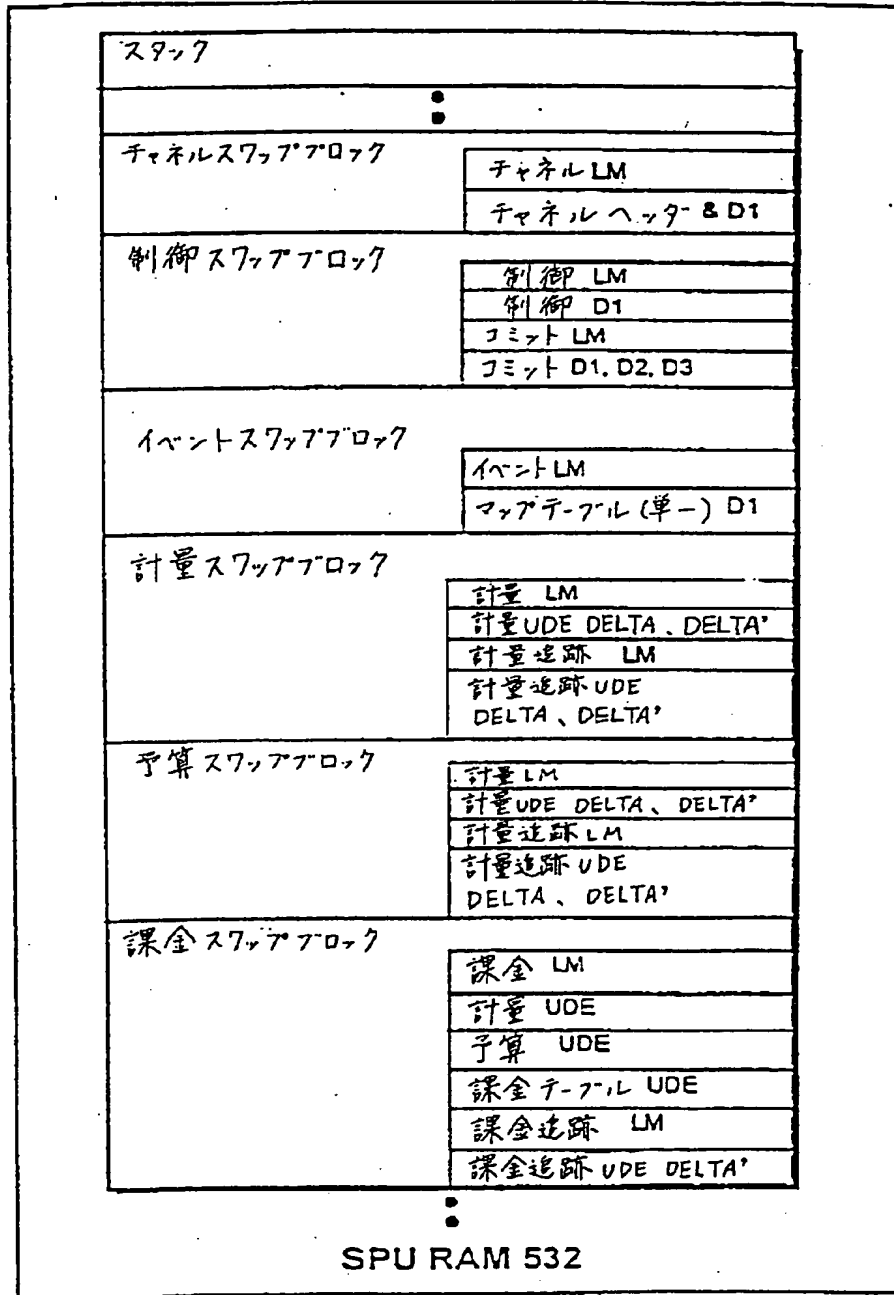 スタック
チャネルスワップブロック
チャネル LM
チャネルヘッダー & D1
制御スワップブロック
制御 LM
制御 D1
コミット LM
コミット D1, D2, D3
イベントスワップブロック
イベント LM
マップテーブル (単一) D1
計量スワップブロック
計量 LM
計量UDE DELTA、DELTA'
計量追跡 LM
計量追跡 UDE
DELTA、DELTA'
予算スワップブロック
計量 LM
計量UDE DELTA、DELTA'
計量追跡 LM
計量追跡 UDE
DELTA、DELTA'
課金スワップブロック
課金 LM
計量 UDE
予算 UDE
課金テーブル UDE
課金追跡 LM
課金追跡 UDE DELTA'
SPU RAM 532